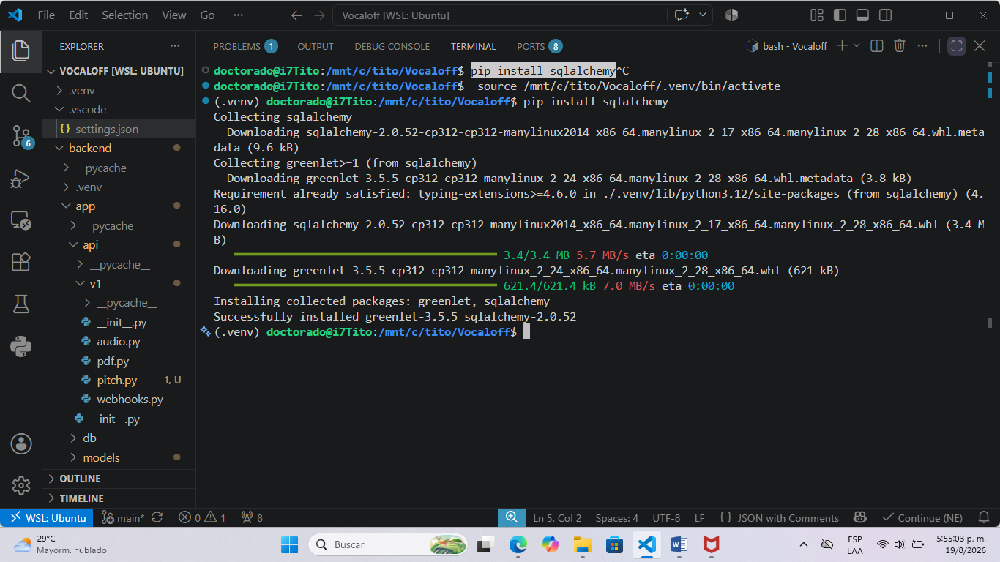 File Edit Selection View Go ··· Vocaloff [WSL: Ubuntu]
EXPLORER ···
VOCALOFF [WSL: UBUNTU]
.venv
.vscode
{} settings.json
backend
__pycache__
.venv
app
__pycache__
api
__pycache__
v1
__pycache__
__init__.py
audio.py
pdf.py
pitch.py 1, U
webhooks.py
__init__.py
db
models
OUTLINE
TIMELINE
6
PROBLEMS 1 OUTPUT DEBUG CONSOLE TERMINAL PORTS 8 bash - Vocaloff ···
doctorado@i7Tito:/mnt/c/tito/Vocaloff$ pip install sqlalchemy^C
doctorado@i7Tito:/mnt/c/tito/Vocaloff$  source /mnt/c/tito/Vocaloff/.venv/bin/activate
(.venv) doctorado@i7Tito:/mnt/c/tito/Vocaloff$ pip install sqlalchemy
Collecting sqlalchemy
  Downloading sqlalchemy-2.0.52-cp312-cp312-manylinux2014_x86_64.manylinux_2_17_x86_64.manylinux_2_28_x86_64.whl.meta
data (9.6 kB)
Collecting greenlet>=1 (from sqlalchemy)
  Downloading greenlet-3.5.5-cp312-cp312-manylinux_2_24_x86_64.manylinux_2_28_x86_64.whl.metadata (3.8 kB)
Requirement already satisfied: typing-extensions>=4.6.0 in ./.venv/lib/python3.12/site-packages (from sqlalchemy) (4.
16.0)
Downloading sqlalchemy-2.0.52-cp312-cp312-manylinux2014_x86_64.manylinux_2_17_x86_64.manylinux_2_28_x86_64.whl (3.4 M
B)
3.4/3.4 MB 5.7 MB/s eta 0:00:00
Downloading greenlet-3.5.5-cp312-cp312-manylinux_2_24_x86_64.manylinux_2_28_x86_64.whl (621 kB)
621.4/621.4 kB 7.0 MB/s eta 0:00:00
Installing collected packages: greenlet, sqlalchemy
Successfully installed greenlet-3.5.5 sqlalchemy-2.0.52
(.venv) doctorado@i7Tito:/mnt/c/tito/Vocaloff$
WSL: Ubuntu main* 0 1 8 Ln 5, Col 2 Spaces: 4 UTF-8 LF {} JSON with Comments Continue (NE)
29°C
Mayorm. nublado
Buscar
ESP
LAA
5:55:03 p. m.
19/8/2026